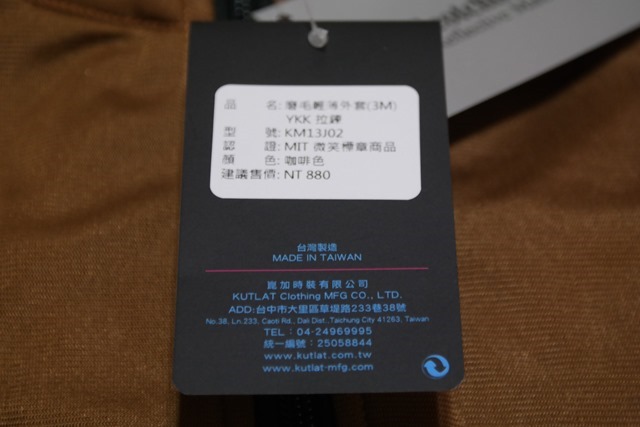 品　　名: 磨毛輕薄外套(3M)
YKK 拉鍊
型　　號: KM13J02
認　　證: MIT 微笑標章商品
顏　　色: 咖啡色
建議售價: NT 880
台灣製造
MADE IN TAIWAN
崑加時裝有限公司
KUTLAT Clothing MFG CO., LTD.
ADD:台中市大里區草堤路233巷38號
No.38, Ln.233, Caoti Rd., Dali Dist.,Taichung City 41263, Taiwan
TEL：04-24969995
統一編號：25058844
www.kutlat.com.tw
www.kutlat-mfg.com